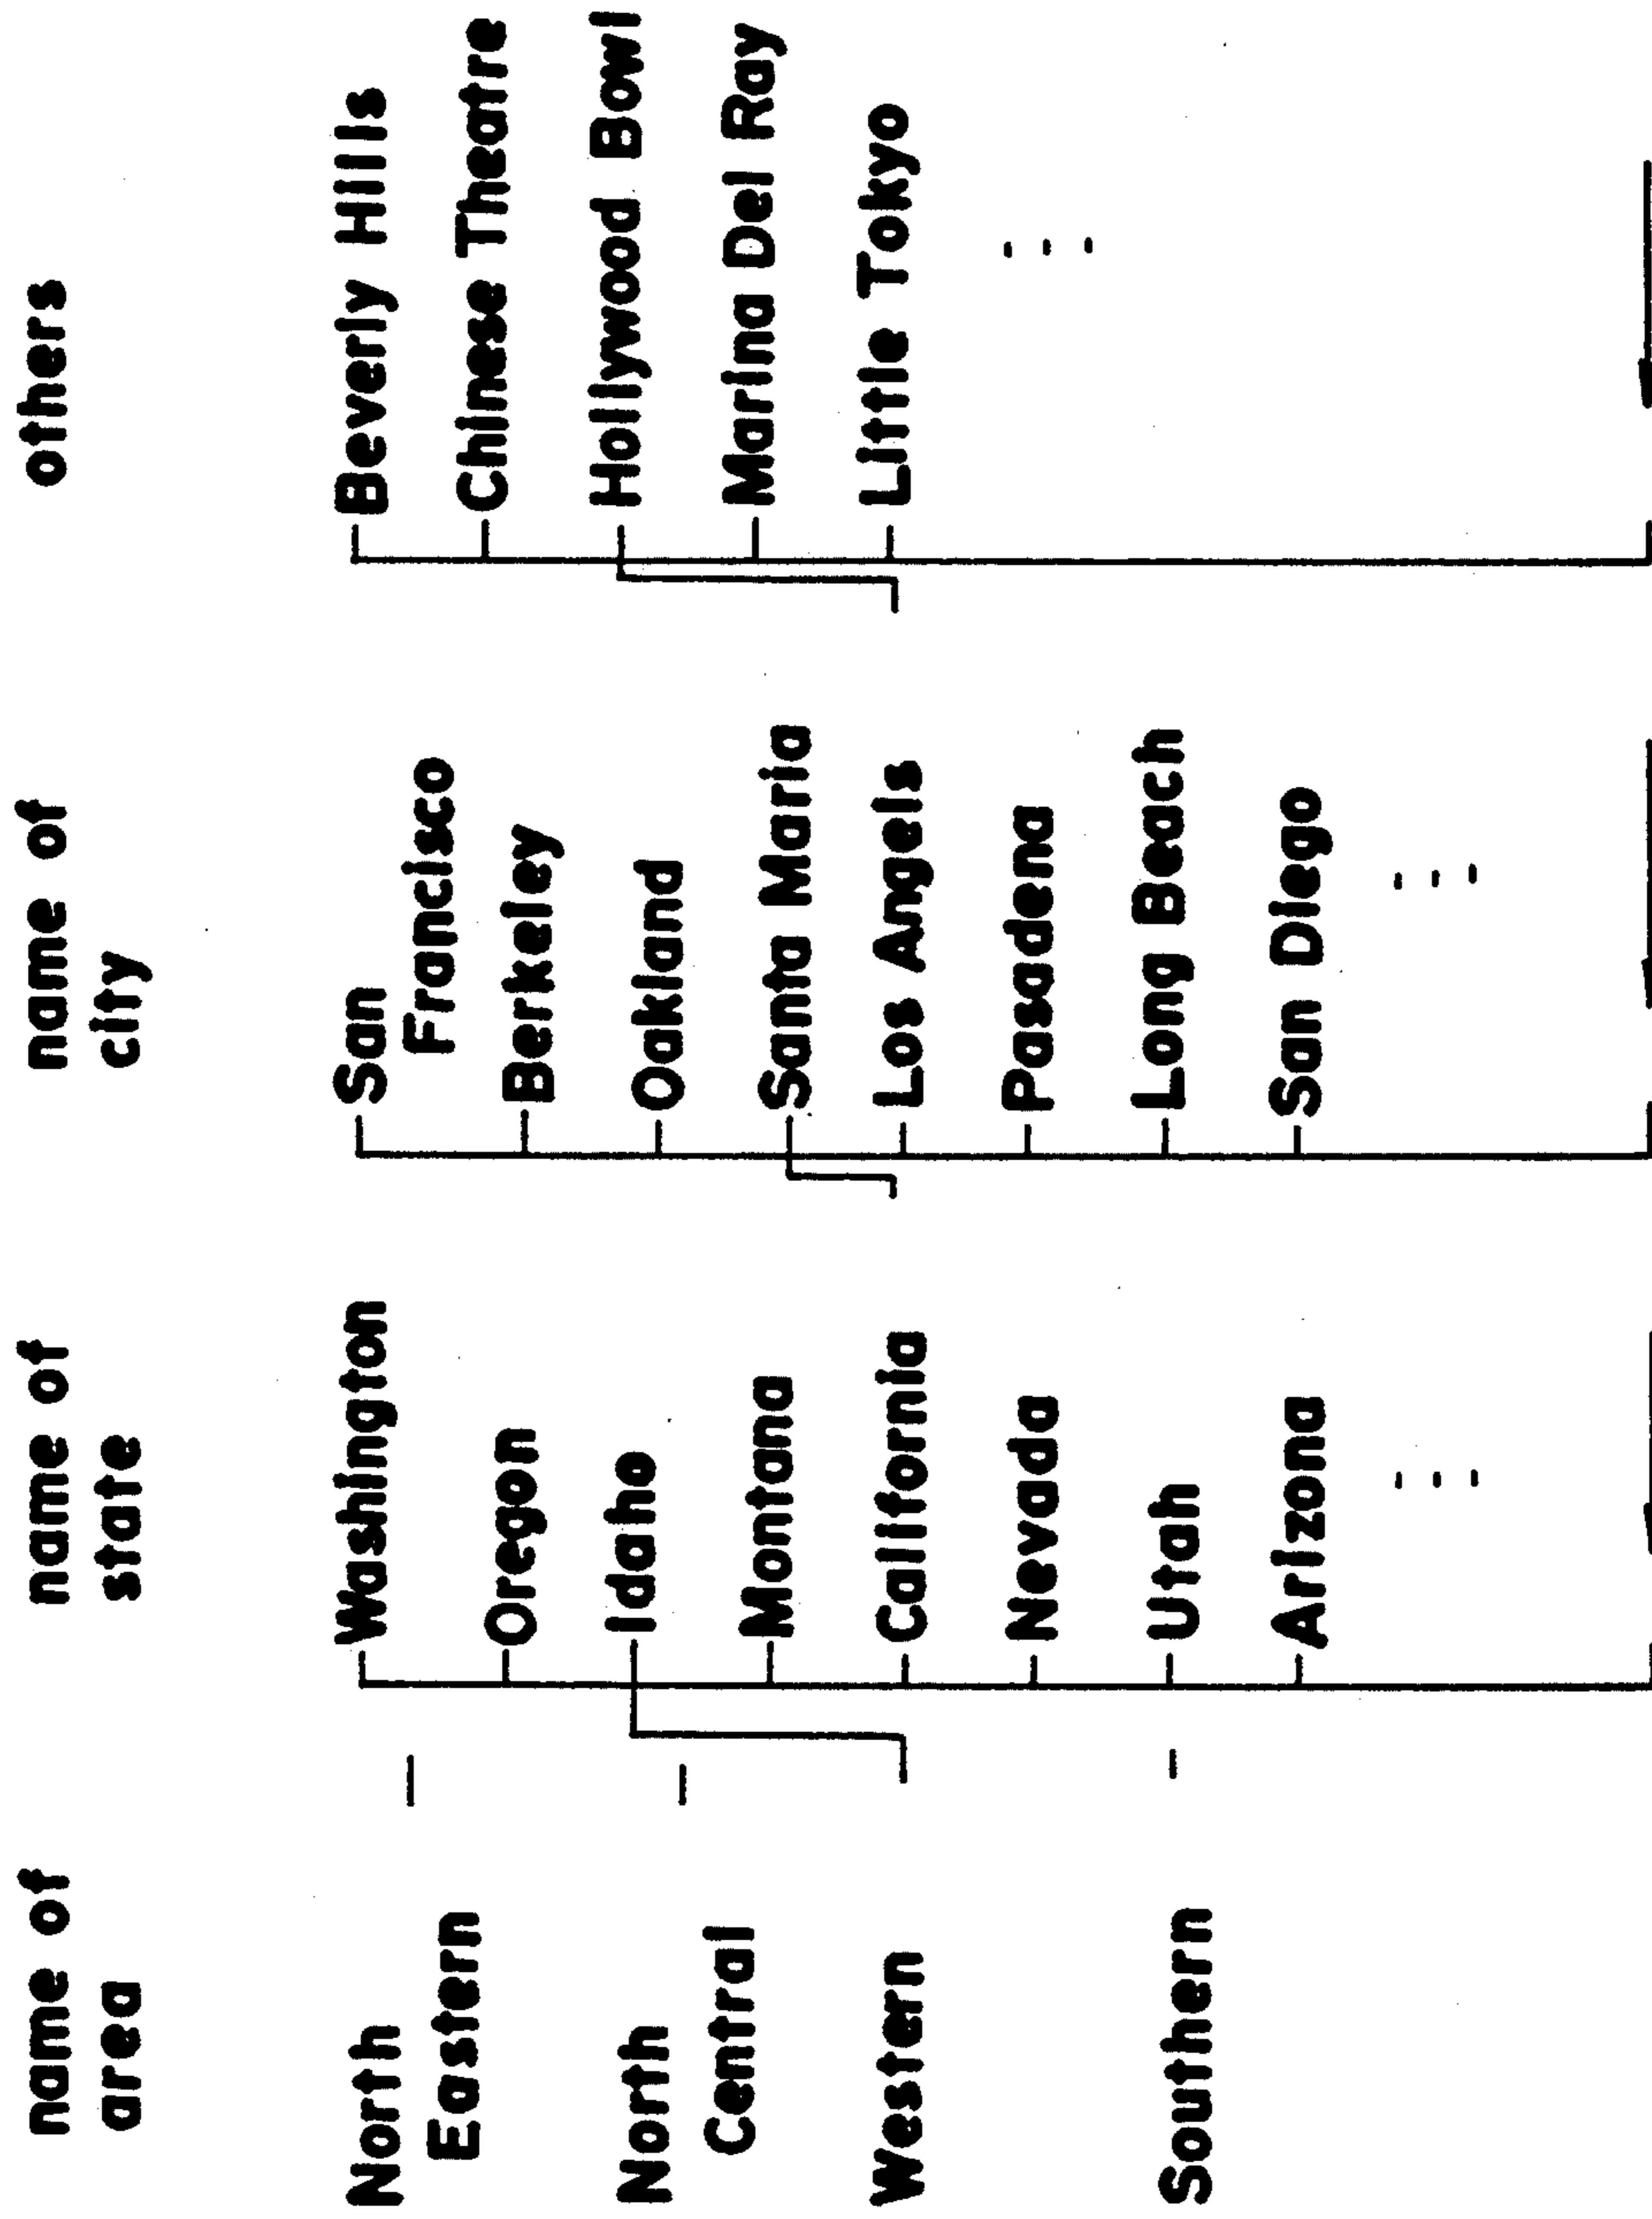 name of
area
name of
state
name of
city
others
North
Eastern
North
Central
Western
Southern
Washington
Oregon
Idaho
Montana
California
Nevada
Utah
Arizona
San
Francisco
Berkeley
Oakland
Santa Maria
Los Angels
Pasadena
Long Beach
San Diego
Beverly Hills
Chinese Theatre
Hollywood Bowl
Marina Del Ray
Little Tokyo